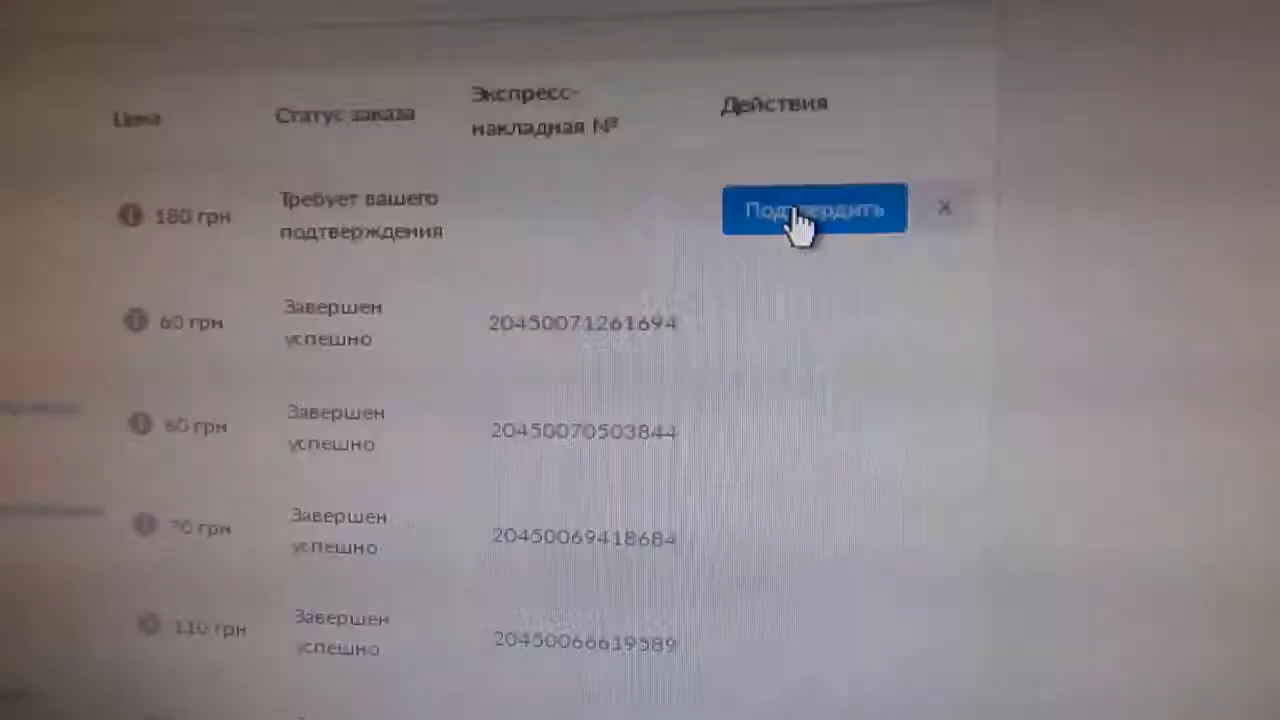 Цена
Статус заказа
Экспресс-
накладная №
Действия
180 грн
Требует вашего
подтверждения
Подтвердить
X
60 грн
Завершен
успешно
20450071261694
60 грн
Завершен
успешно
20450070503844
70 грн
Завершен
успешно
20450069418684
110 грн
Завершен
успешно
20450066619589